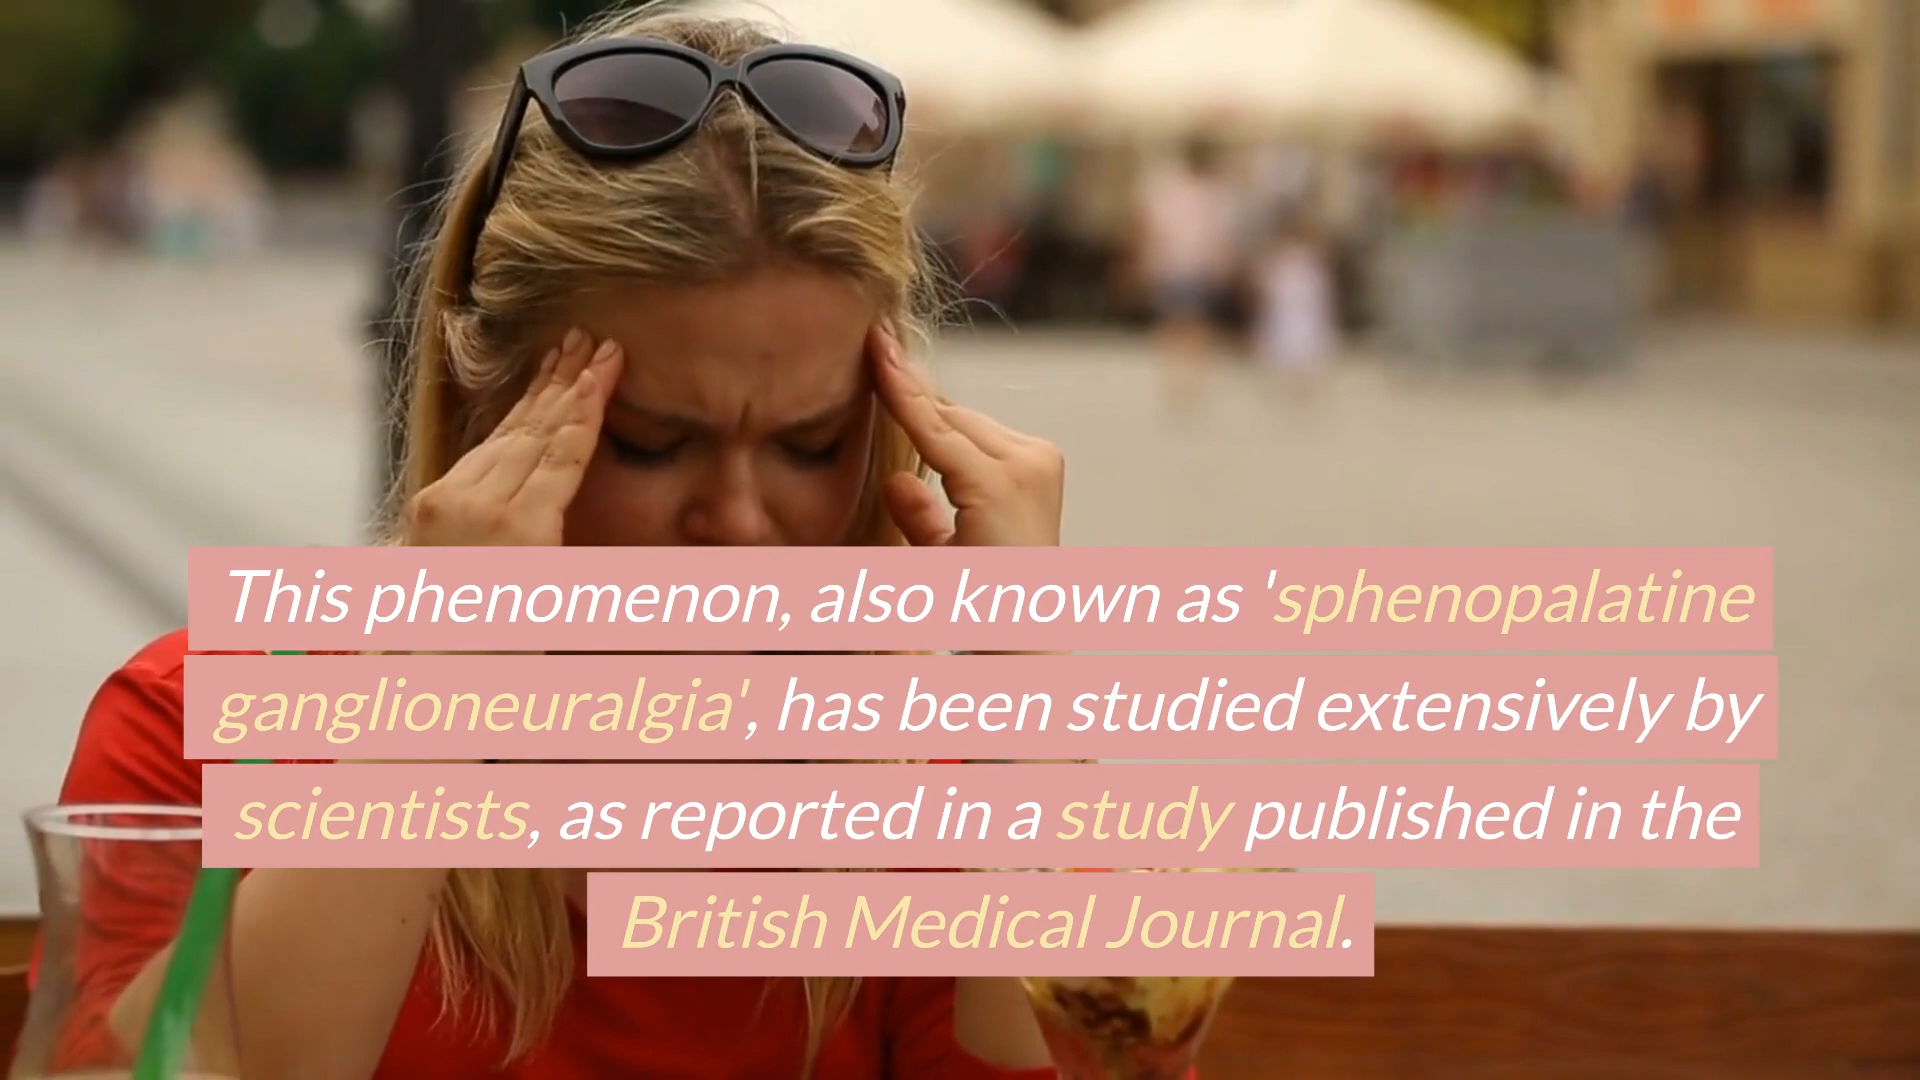 This phenomenon, also known as 'sphenopalatine
ganglioneuralgia', has been studied extensively by
scientists, as reported in a study published in the
British Medical Journal.